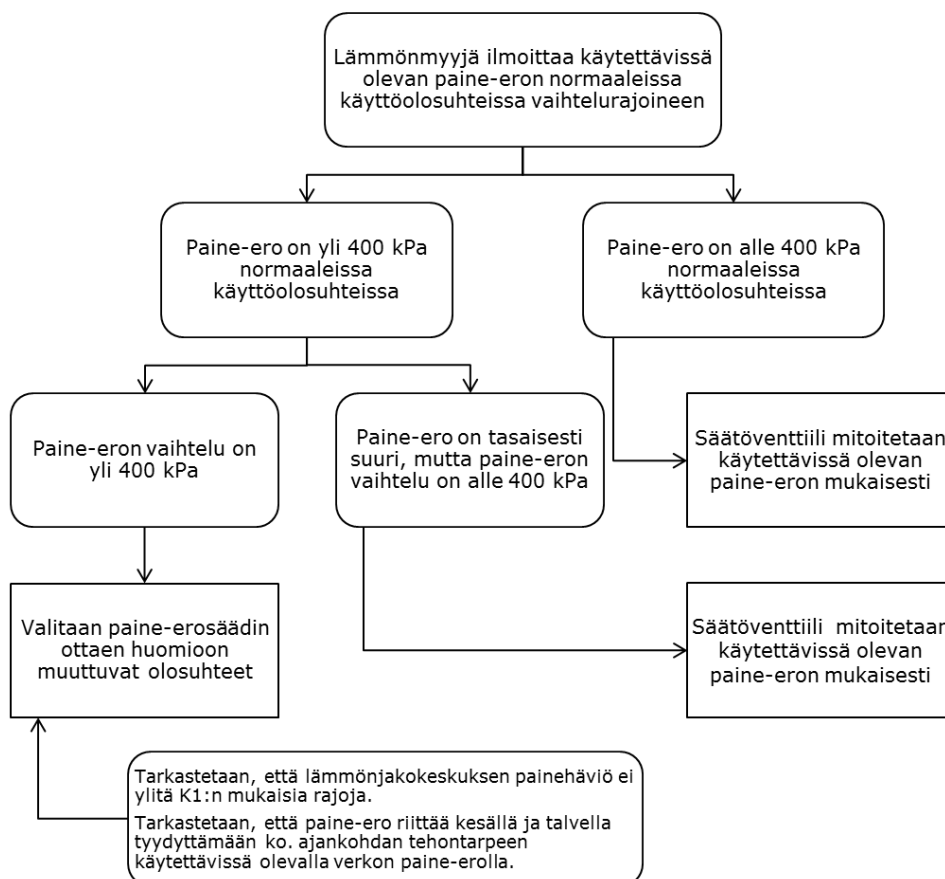 Lämmönmyyjä ilmoittaa käytettävissä
olevan paine-eron normaaleissa
käyttöolosuhteissa vaihtelurajoineen
Paine-ero on yli 400 kPa
normaaleissa
käyttöolosuhteissa
Paine-ero on alle 400 kPa
normaaleissa
käyttöolosuhteissa
Paine-eron vaihtelu on
yli 400 kPa
Paine-ero on tasaisesti
suuri, mutta paine-eron
vaihtelu on alle 400 kPa
Säätöventtiili mitoitetaan
käytettävissä olevan
paine-eron mukaisesti
Valitaan paine-erosäädin
ottaen huomioon
muuttuvat olosuhteet
Säätöventtiili mitoitetaan
käytettävissä olevan
paine-eron mukaisesti
Tarkastetaan, että lämmönjakokeskuksen painehäviö ei
ylitä K1:n mukaisia rajoja.
Tarkastetaan, että paine-ero riittää kesällä ja talvella
tyydyttämään ko. ajankohdan tehontarpeen
käytettävissä olevalla verkon paine-erolla.